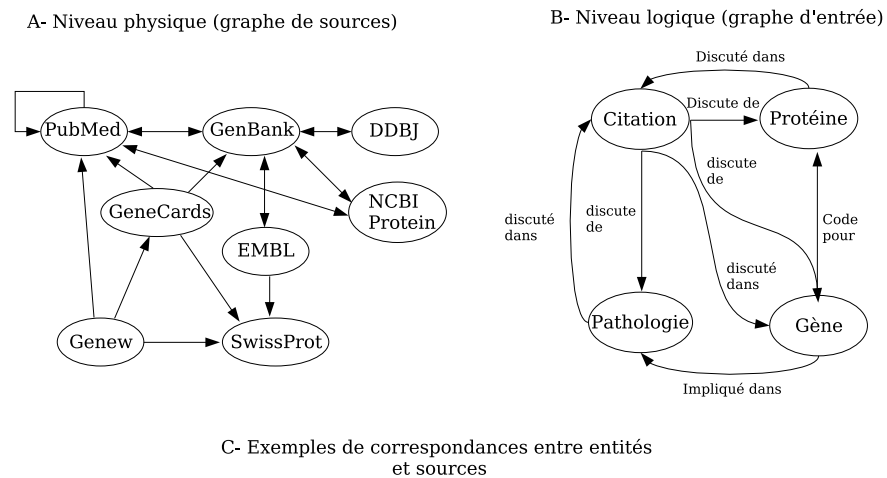 A- Niveau physique (graphe de sources)
PubMed
GenBank
DDBJ
GeneCards
NCBI
Protein
EMBL
Genew
SwissProt
B- Niveau logique (graphe d'entrée)
Discuté dans
Citation
Discute de
Protéine
discute
de
discuté
dans
discute
de
Code
pour
discuté
dans
Pathologie
Gène
Impliqué dans
C- Exemples de correspondances entre entités
et sources